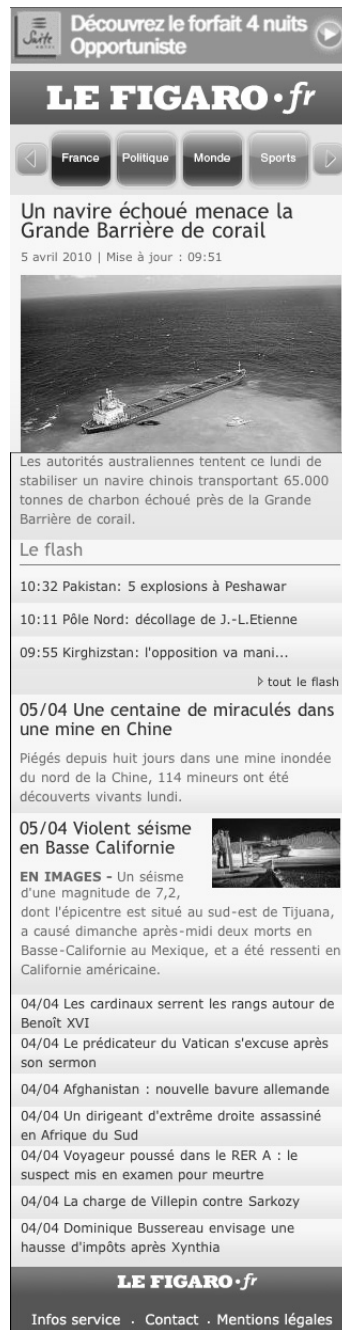 Suite
Découvrez le forfait 4 nuits
Opportuniste
LE FIGARO·fr
France Politique Monde Sports
Un navire échoué menace la
Grande Barrière de corail
5 avril 2010 | Mise à jour : 09:51
Les autorités australiennes tentent ce lundi de
stabiliser un navire chinois transportant 65.000
tonnes de charbon échoué près de la Grande
Barrière de corail.
Le flash
10:32 Pakistan: 5 explosions à Peshawar
10:11 Pôle Nord: décollage de J.-L.Etienne
09:55 Kirghizstan: l'opposition va mani...
tout le flash
05/04 Une centaine de miraculés dans
une mine en Chine
Piégés depuis huit jours dans une mine inondée
du nord de la Chine, 114 mineurs ont été
découverts vivants lundi.
05/04 Violent séisme
en Basse Californie
EN IMAGES - Un séisme
d'une magnitude de 7,2,
dont l'épicentre est situé au sud-est de Tijuana,
a causé dimanche après-midi deux morts en
Basse-Californie au Mexique, et a été ressenti en
Californie américaine.
04/04 Les cardinaux serrent les rangs autour de
Benoît XVI
04/04 Le prédicateur du Vatican s'excuse après
son sermon
04/04 Afghanistan : nouvelle bavure allemande
04/04 Un dirigeant d'extrême droite assassiné
en Afrique du Sud
04/04 Voyageur poussé dans le RER A : le
suspect mis en examen pour meurtre
04/04 La charge de Villepin contre Sarkozy
04/04 Dominique Bussereau envisage une
hausse d'impôts après Xynthia
LE FIGARO·fr
Infos service . Contact . Mentions légales